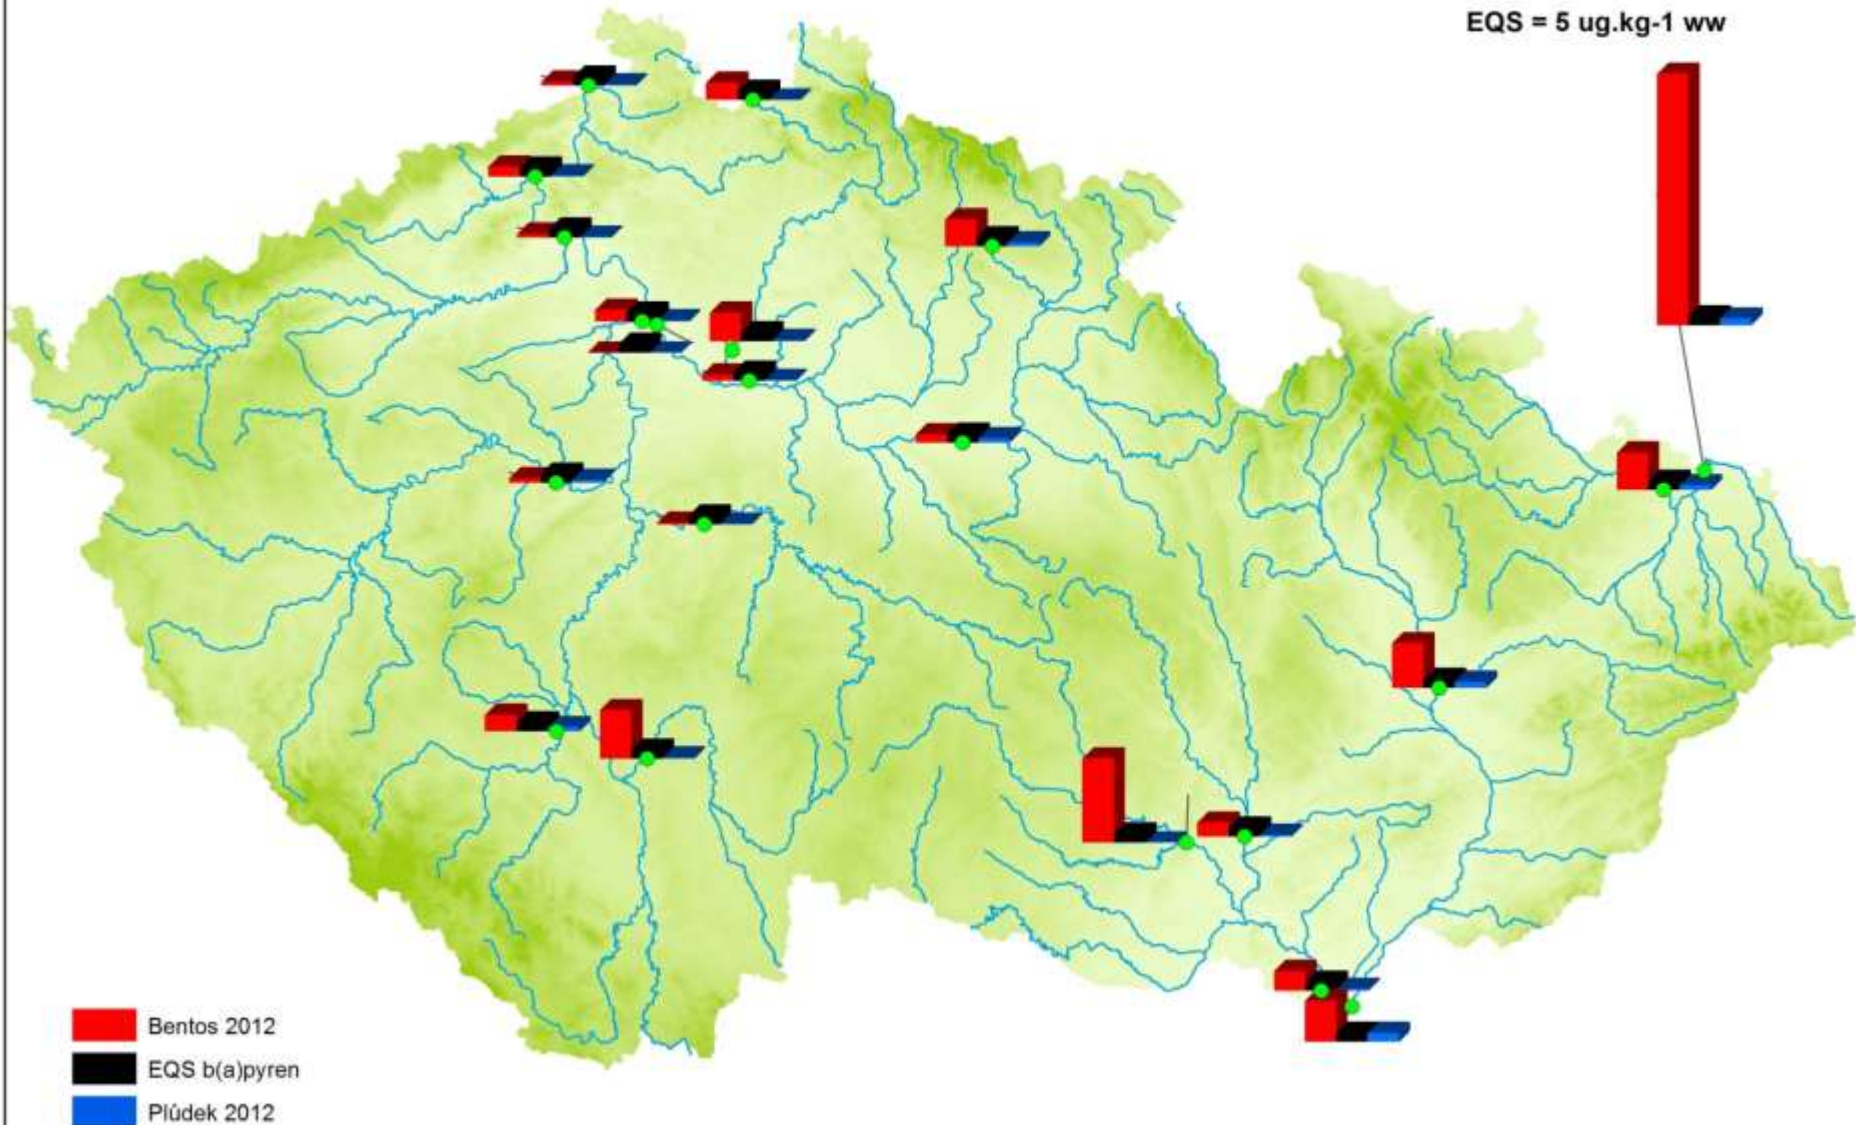 EQS = 5 ug.kg-1 ww
Bentos 2012
EQS b(a)pyren
Plůdek 2012